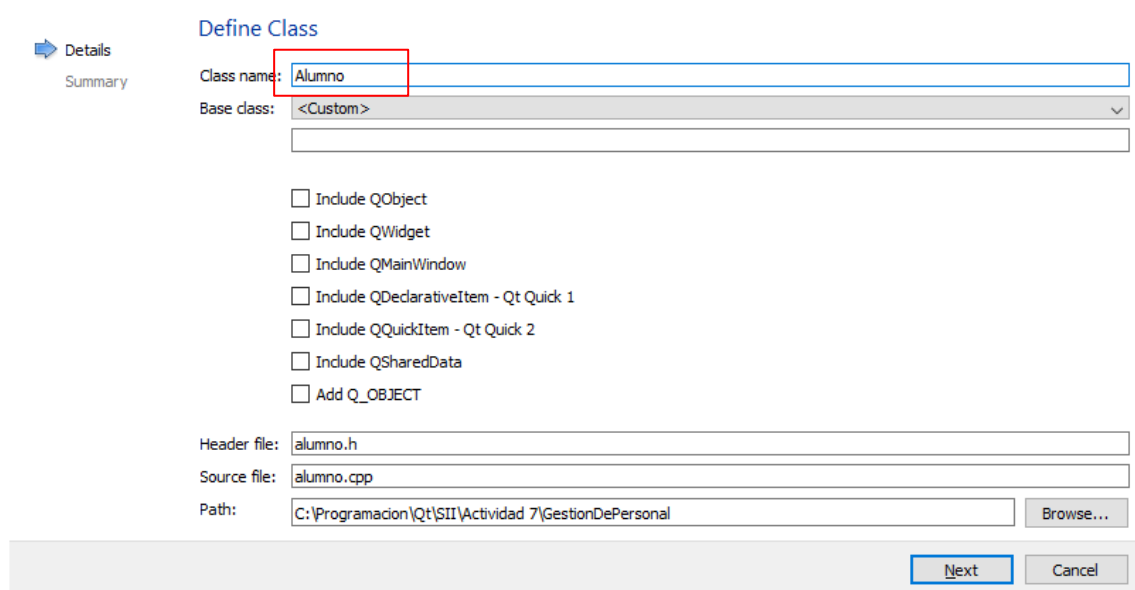 Define Class
Details
Summary
Class name: Alumno
Base class: <Custom>
Include QObject
Include QWidget
Include QMainWindow
Include QDeclarativeItem - Qt Quick 1
Include QQuickItem - Qt Quick 2
Include QSharedData
Add Q_OBJECT
Header file: alumno.h
Source file: alumno.cpp
Path: C:\Programacion\Qt\SII\Actividad 7\GestionDePersonal Browse...
Next Cancel